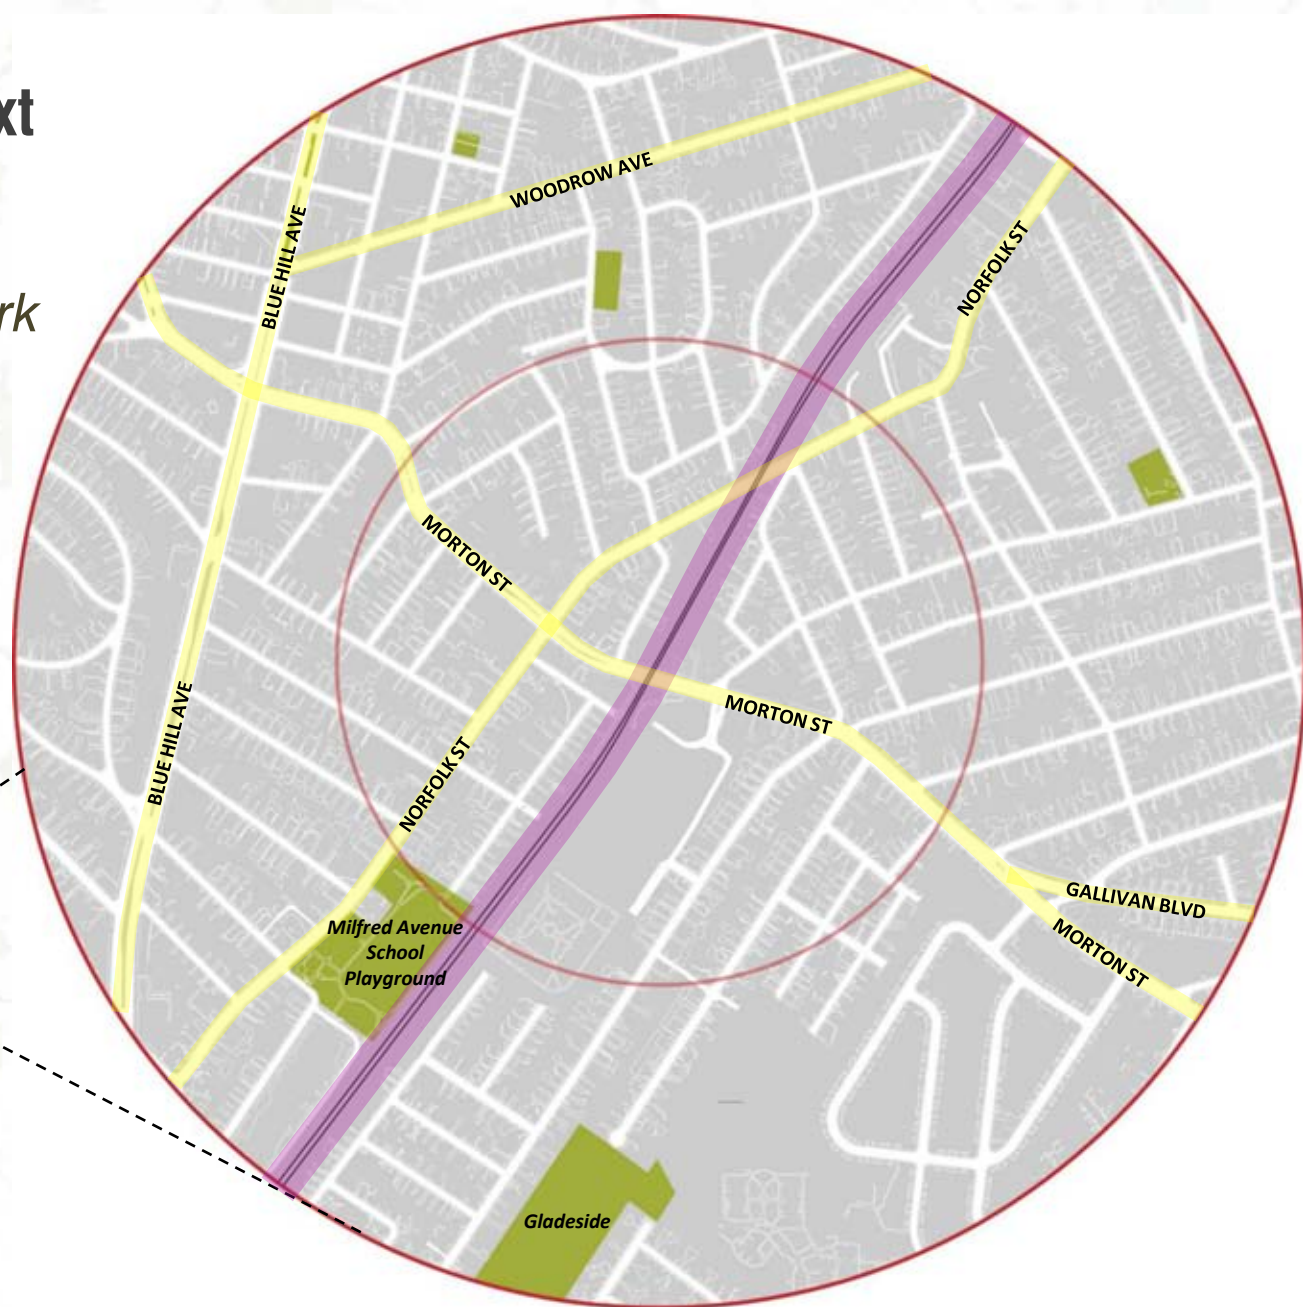 xt
rk
WOODROW AVE
BLUE HILL AVE
NORFOLK ST
MORTON ST
MORTON ST
BLUE HILL AVE
NORFOLK ST
GALLIVAN BLVD
MORTON ST
Milfred Avenue
School
Playground
Gladeside